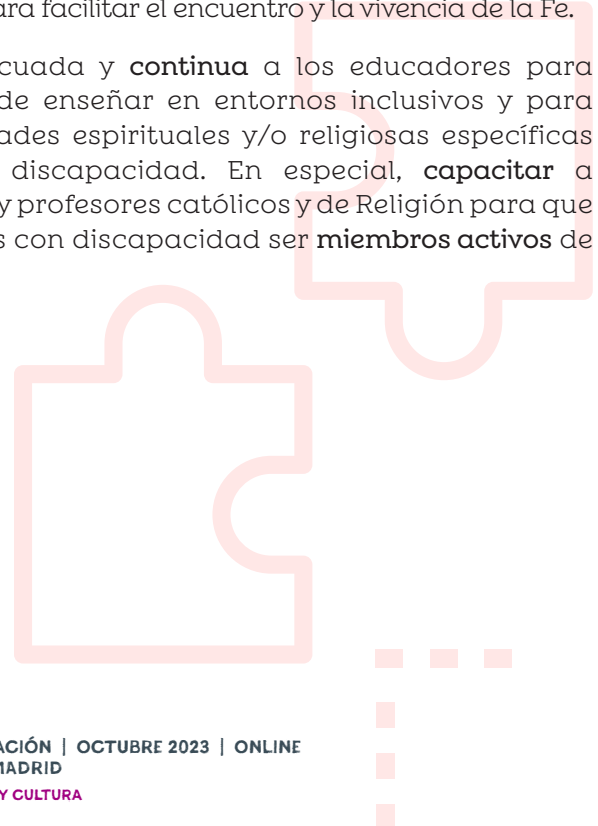 ara facilitar el encuentro y la vivencia de la Fe.
cuada y continua a los educadores para
de enseñar en entornos inclusivos y para
ades espirituales y/o religiosas específicas
discapacidad. En especial, capacitar a
y profesores católicos y de Religión para que
s con discapacidad ser miembros activos de
ACIÓN | OCTUBRE 2023 | ONLINE
MADRID
Y CULTURA